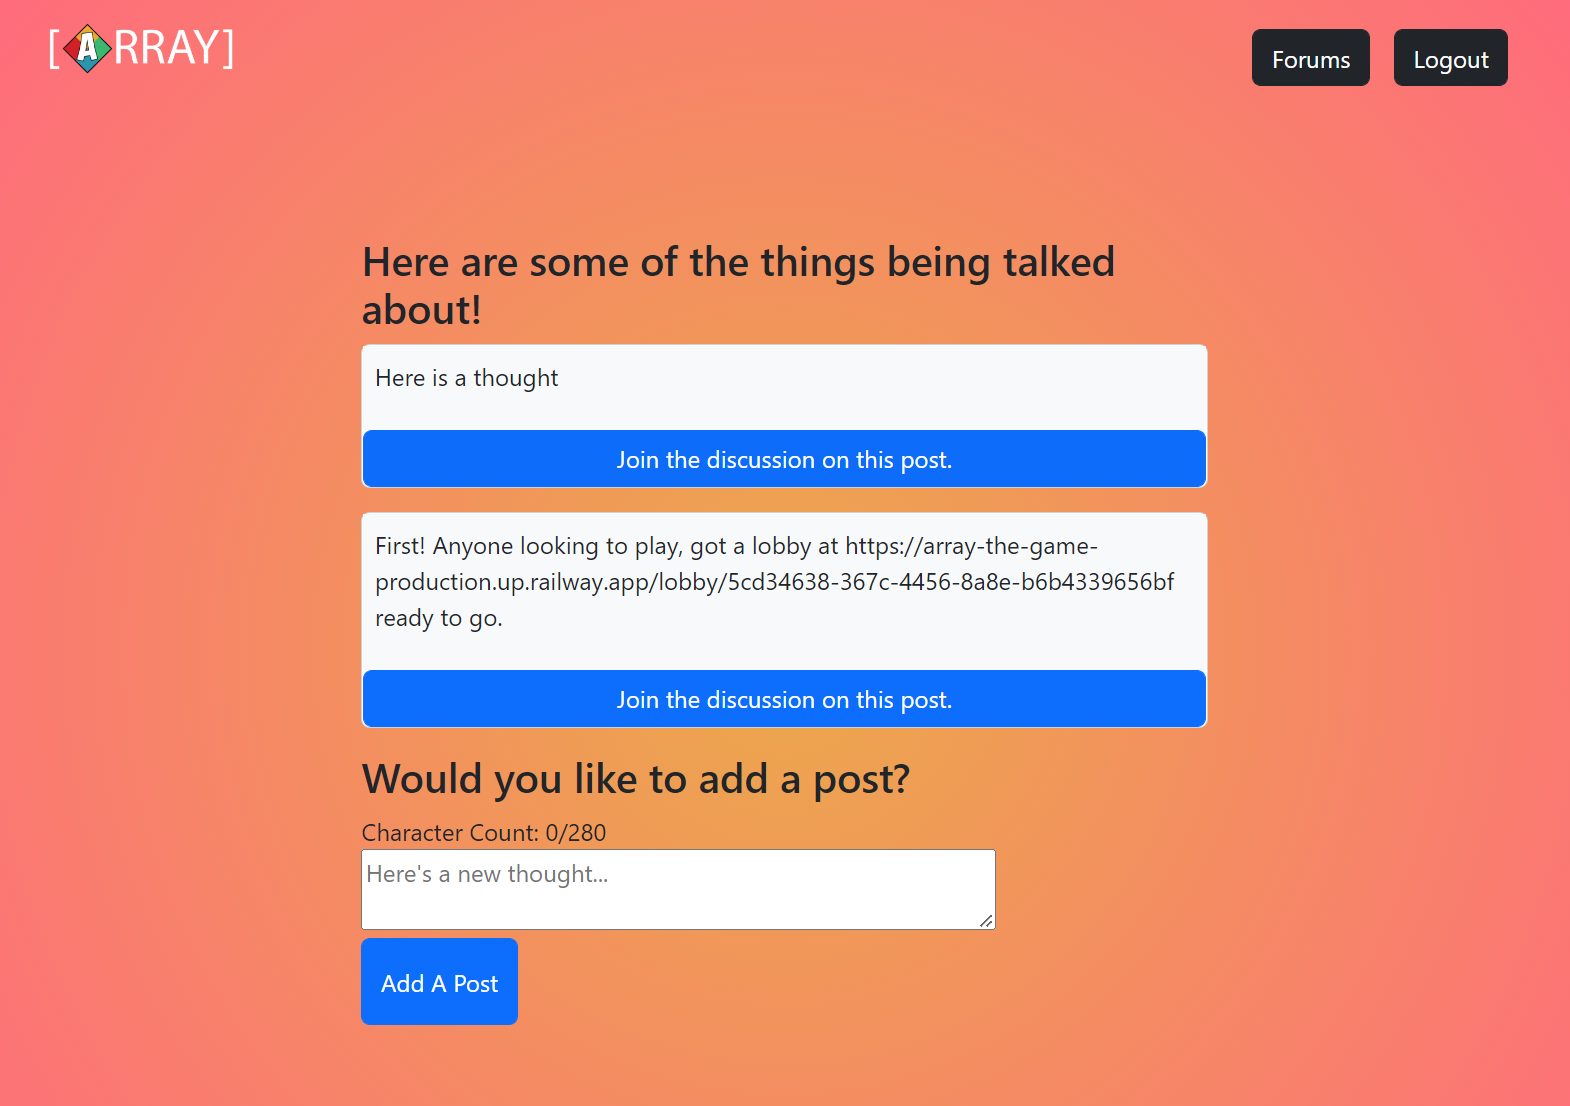 [ARRAY]
Forums
Logout
Here are some of the things being talked
about!
Here is a thought
Join the discussion on this post.
First! Anyone looking to play, got a lobby at https://array-the-game-
production.up.railway.app/lobby/5cd34638-367c-4456-8a8e-b6b4339656bf
ready to go.
Join the discussion on this post.
Would you like to add a post?
Character Count: 0/280
Here's a new thought...
Add A Post